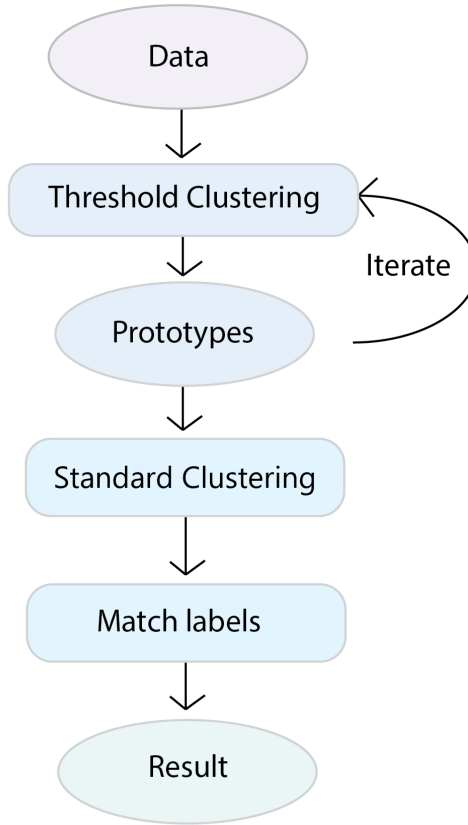 Data
Threshold Clustering
Iterate
Prototypes
Standard Clustering
Match labels
Result